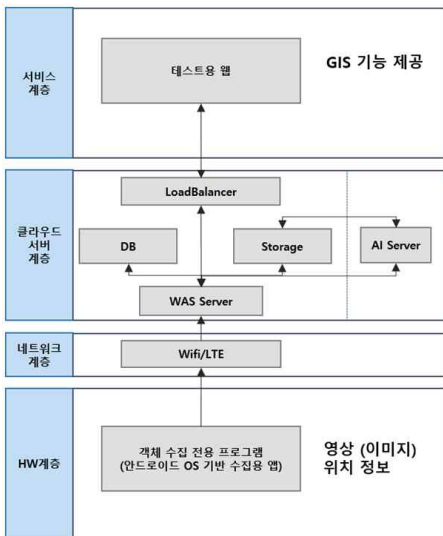 서비스
계층
테스트용 웹
GIS 기능 제공
클라우드
서버
계층
LoadBalancer
DB
Storage
AI Server
WAS Server
네트워크
계층
Wifi/LTE
HW계층
객체 수집 전용 프로그램
(안드로이드 OS 기반 수집용 앱)
영상 (이미지)
위치 정보